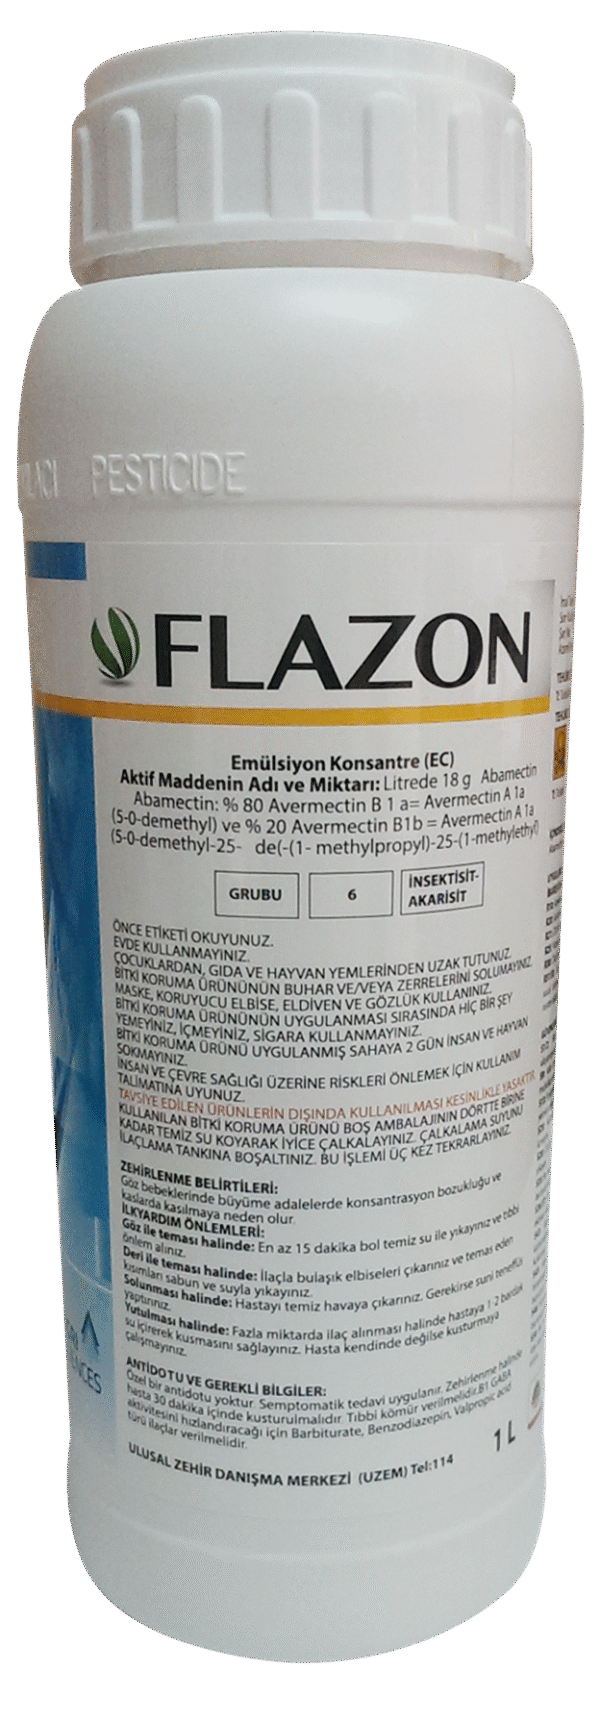 PESTICIDE
FLAZON
Emülsiyon Konsantre (EC)
Aktif Maddenin Adı ve Miktarı: Litrede 18 g Abamectin
Abamectin: % 80 Avermectin B 1 a= Avermectin A 1a
(5-0-demethyl) ve % 20 Avermectin B1b = Avermectin A 1a
(5-0-demethyl-25- de(-(1- methylpropyl)-25-(1-methylethyl)
GRUBU 6 İNSEKTİSİT-
AKARİSİT
ÖNCE ETİKETİ OKUYUNUZ.
EVDE KULLANMAYINIZ.
ÇOCUKLARDAN, GIDA VE HAYVAN YEMLERİNDEN UZAK TUTUNUZ.
BİTKİ KORUMA ÜRÜNÜNÜN BUHAR VE/VEYA ZERRELERİNİ SOLUMAYINIZ.
MASKE, KORUYUCU ELBİSE, ELDİVEN VE GÖZLÜK KULLANINIZ.
BİTKİ KORUMA ÜRÜNÜNÜN UYGULANMASI SIRASINDA HİÇ BİR ŞEY
YEMEYİNİZ, İÇMEYİNİZ, SİGARA KULLANMAYINIZ.
BİTKİ KORUMA ÜRÜNÜ UYGULANMIŞ SAHAYA 2 GÜN İNSAN VE HAYVAN
SOKMAYINIZ.
İNSAN VE ÇEVRE SAĞLIĞI ÜZERİNE RİSKLERİ ÖNLEMEK İÇİN KULLANIM
TALİMATINA UYUNUZ.
TAVSİYE EDİLEN ÜRÜNLERİN DIŞINDA KULLANILMASI KESİNLİKLE YASAKTIR.
KULLANILAN BİTKİ KORUMA ÜRÜNÜ BOŞ AMBALAJININ DÖRTTE BİRİNE
KADAR TEMİZ SU KOYARAK İYİCE ÇALKALAYINIZ. ÇALKALAMA SUYUNU
İLAÇLAMA TANKINA BOŞALTINIZ. BU İŞLEMİ ÜÇ KEZ TEKRARLAYINIZ.
ZEHİRLENME BELİRTİLERİ:
Göz bebeklerinde büyüme adalelerde konsantrasyon bozukluğu ve
kaslarda kasılmaya neden olur.
İLKYARDIM ÖNLEMLERİ:
Göz ile teması halinde: En az 15 dakika bol temiz su ile yıkayınız ve tıbbi
önlem alınız.
Deri ile teması halinde: İlaçla bulaşık elbiseleri çıkarınız ve temas eden
kısımları sabun ve suyla yıkayınız.
Solunması halinde: Hastayı temiz havaya çıkarınız. Gerekirse suni teneffüs
yaptırınız.
Yutulması halinde: Fazla miktarda ilaç alınması halinde hastaya 1-2 bardak
su içirerek kusmasını sağlayınız. Hasta kendinde değilse kusturmaya
çalışmayınız.
ANTİDOTU VE GEREKLİ BİLGİLER:
Özel bir antidotu yoktur. Semptomatik tedavi uygulanır. Zehirlenme halinde
hasta 30 dakika içinde kusturulmalıdır. Tıbbi kömür verilmelidir.B1 GABA
aktivitesini hızlandıracağı için Barbiturate, Benzodiazepin, Valpropic acid
türü ilaçlar verilmelidir.
1 L
ULUSAL ZEHİR DANIŞMA MERKEZİ (UZEM) Tel:114